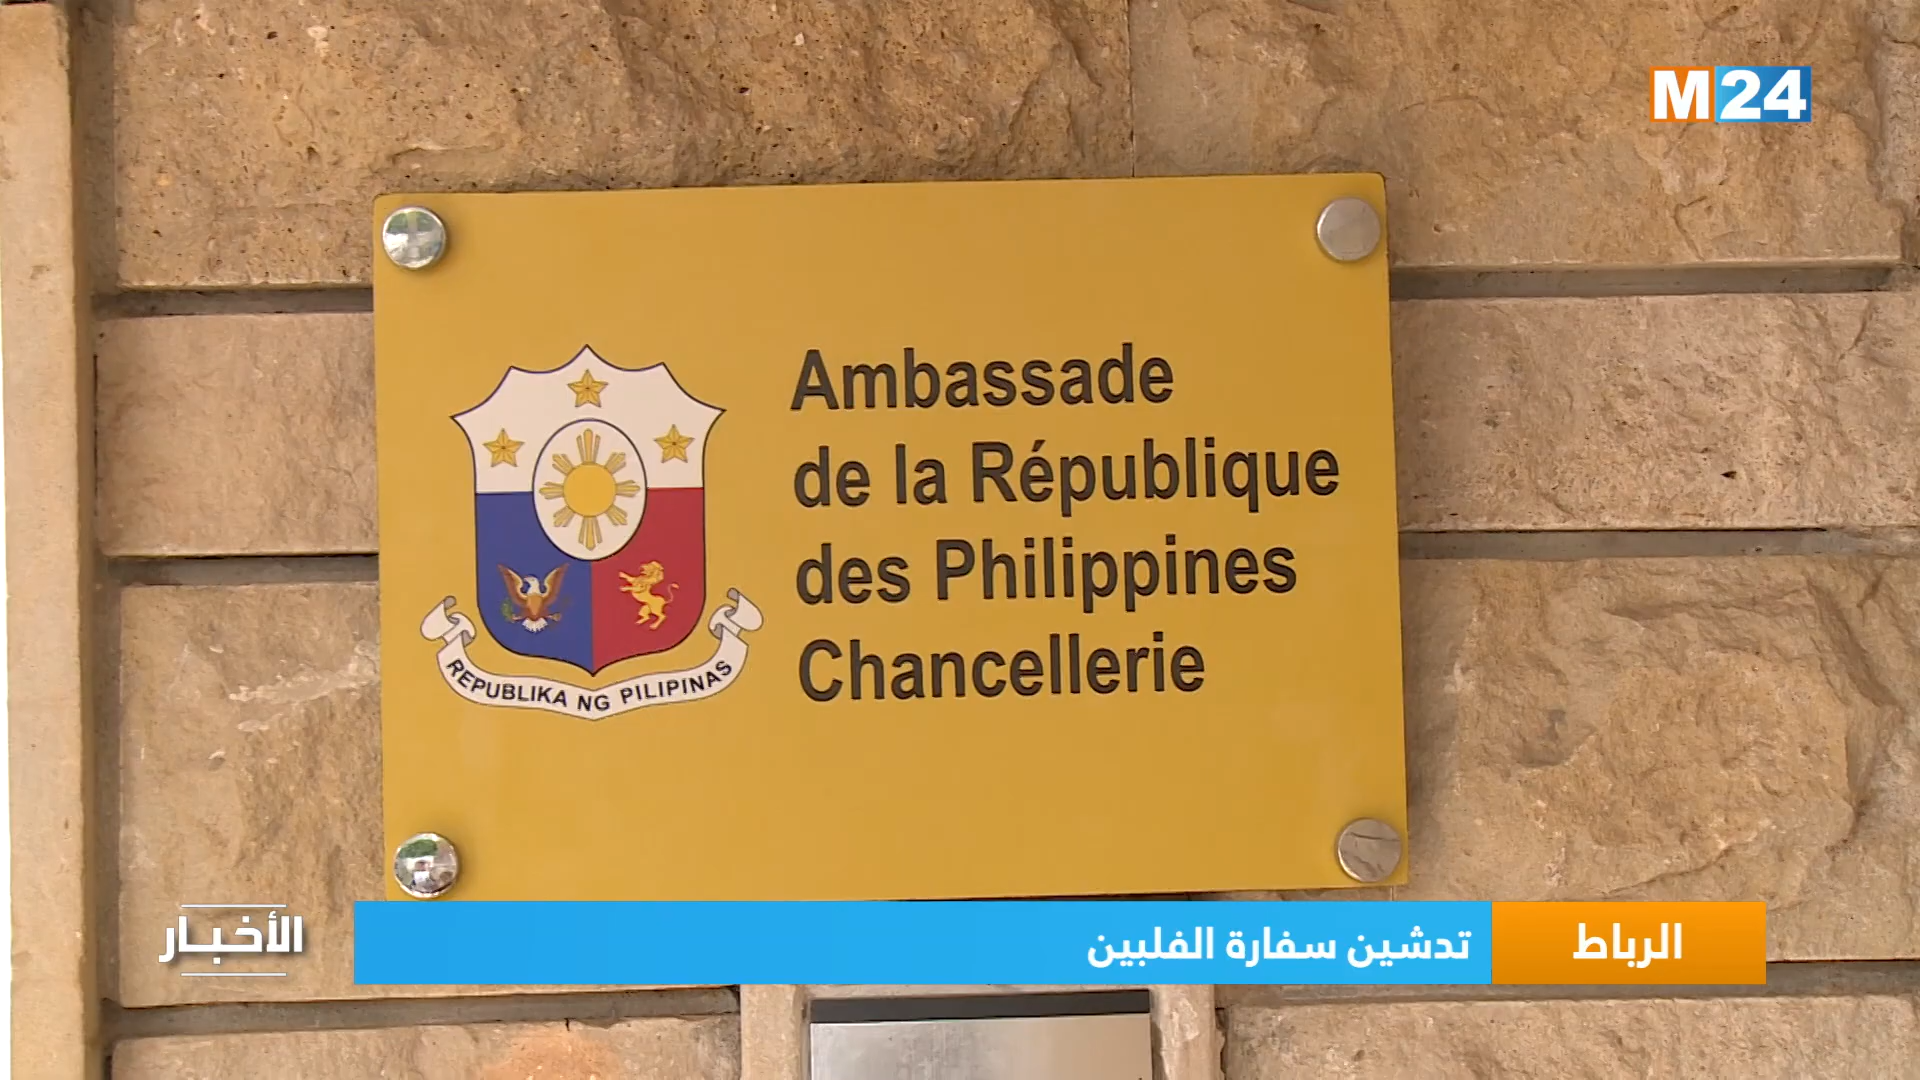 M24
Ambassade
de la République
des Philippines
Chancellerie
REPUBLIKA NG PILIPINAS
الرباط
تدشين سفارة الفلبين
الأخبار